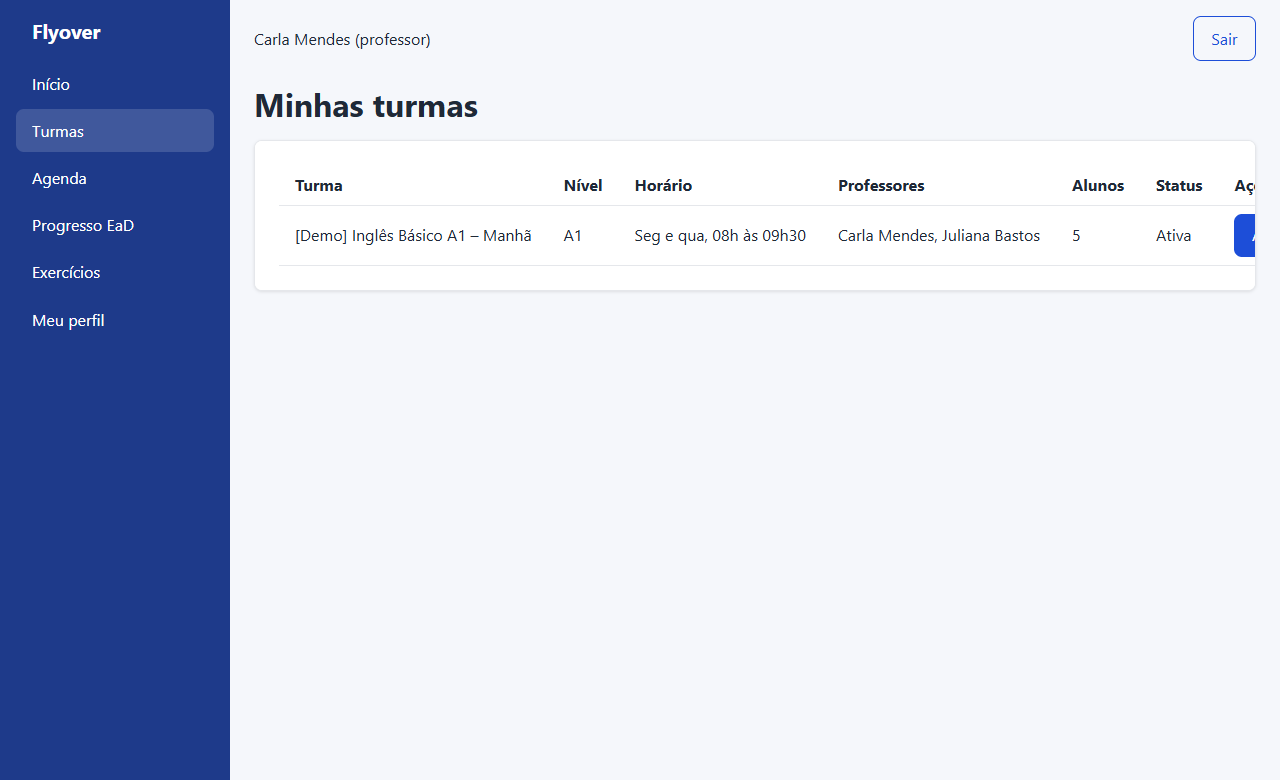 Flyover
Início
Turmas
Agenda
Progresso EaD
Exercícios
Meu perfil
Carla Mendes (professor)
Sair
Minhas turmas
Turma Nível Horário Professores Alunos Status
[Demo] Inglês Básico A1 – Manhã A1 Seg e qua, 08h às 09h30 Carla Mendes, Juliana Bastos 5 Ativa